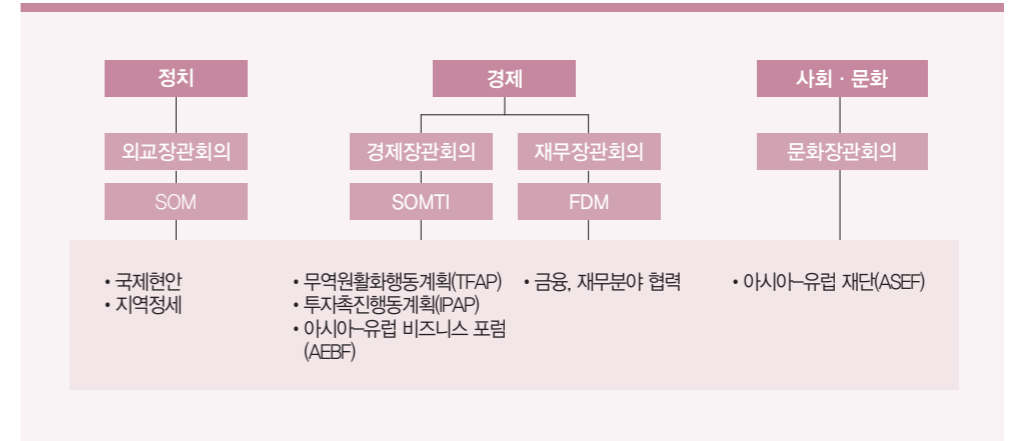 정치
경제
사회 · 문화
외교장관회의
경제장관회의
재무장관회의
문화장관회의
SOM
SOMTI
FDM
• 국제현안
• 지역정세
• 무역원활화행동계획(TFAP)
• 투자촉진행동계획(IPAP)
• 아시아–유럽 비즈니스 포럼
(AEBF)
• 금융, 재무분야 협력
• 아시아–유럽 재단(ASEF)